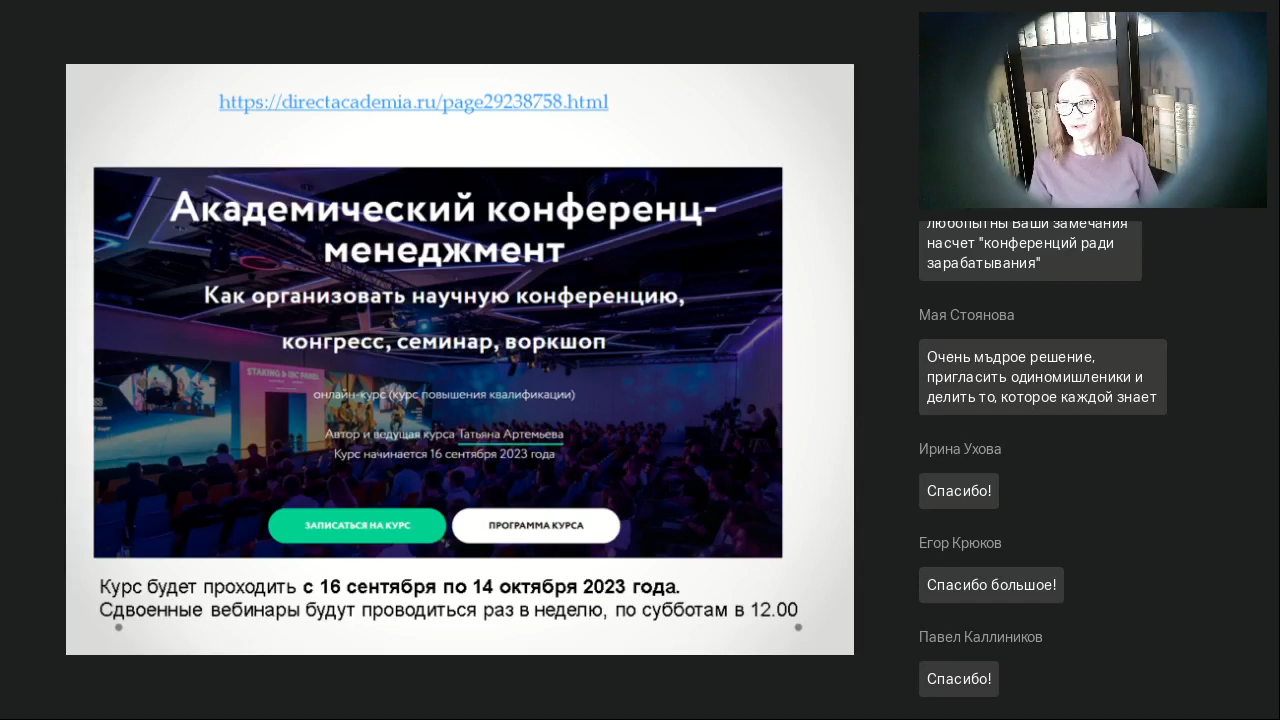 https://directacademia.ru/page29238758.html
Академический конференц-
менеджмент
Как организовать научную конференцию,
конгресс, семинар, воркшоп
STAKING & IBC PANEL
онлайн-курс (курс повышения квалификации)
Автор и ведущая курса Татьяна Артемьева
Курс начинается 16 сентября 2023 года
ЗАПИСАТЬСЯ НА КУРС
ПРОГРАММА КУРСА
Курс будет проходить с 16 сентября по 14 октября 2023 года.
Сдвоенные вебинары будут проводиться раз в неделю, по субботам в 12.00
любопытны Ваши замечания
насчет "конференций ради
зарабатывания"
Мая Стоянова
Очень мъдрое решение,
пригласить одиномишленики и
делить то, которое каждой знает
Ирина Ухова
Спасибо!
Егор Крюков
Спасибо большое!
Павел Каллиников
Спасибо!